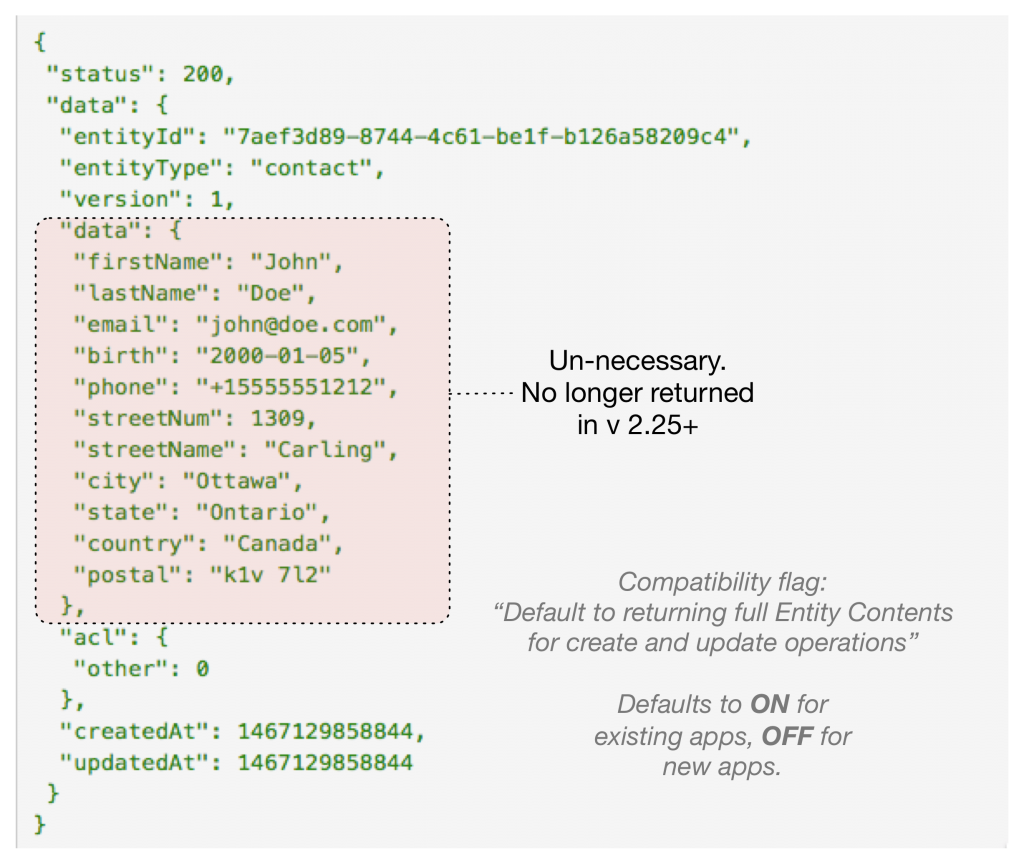 {
"status": 200,
"data": {
"entityId": "7aef3d89-8744-4c61-be1f-b126a58209c4",
"entityType": "contact",
"version": 1,
"data": {
"firstName": "John",
"lastName": "Doe",
"email": "john@doe.com",
"birth": "2000-01-05",
"phone": "+15555551212",
"streetNum": 1309,
"streetName": "Carling",
"city": "Ottawa",
"state": "Ontario",
"country": "Canada",
"postal": "k1v 7l2"
},
"acl": {
"other": 0
},
"createdAt": 1467129858844,
"updatedAt": 1467129858844
}
}
Un-necessary.
No longer returned
in v 2.25+
Compatibility flag:
“Default to returning full Entity Contents
for create and update operations”
Defaults to ON for
existing apps, OFF for
new apps.